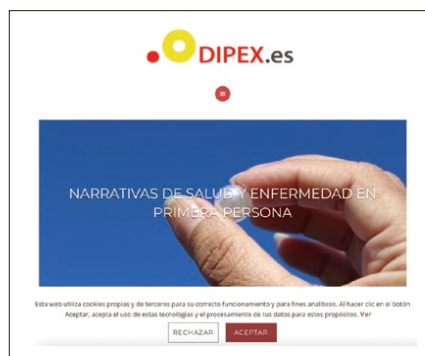 DIPEX.es
NARRATIVAS DE SALUD Y ENFERMEDAD EN
PRIMERA PERSONA
Esta web utiliza cookies propias y de terceros para su correcto funcionamiento y para fines analíticos. Al hacer clic en el botón
Aceptar, acepta el uso de estas tecnologías y el procesamiento de tus datos para estos propósitos. Ver
RECHAZAR ACEPTAR